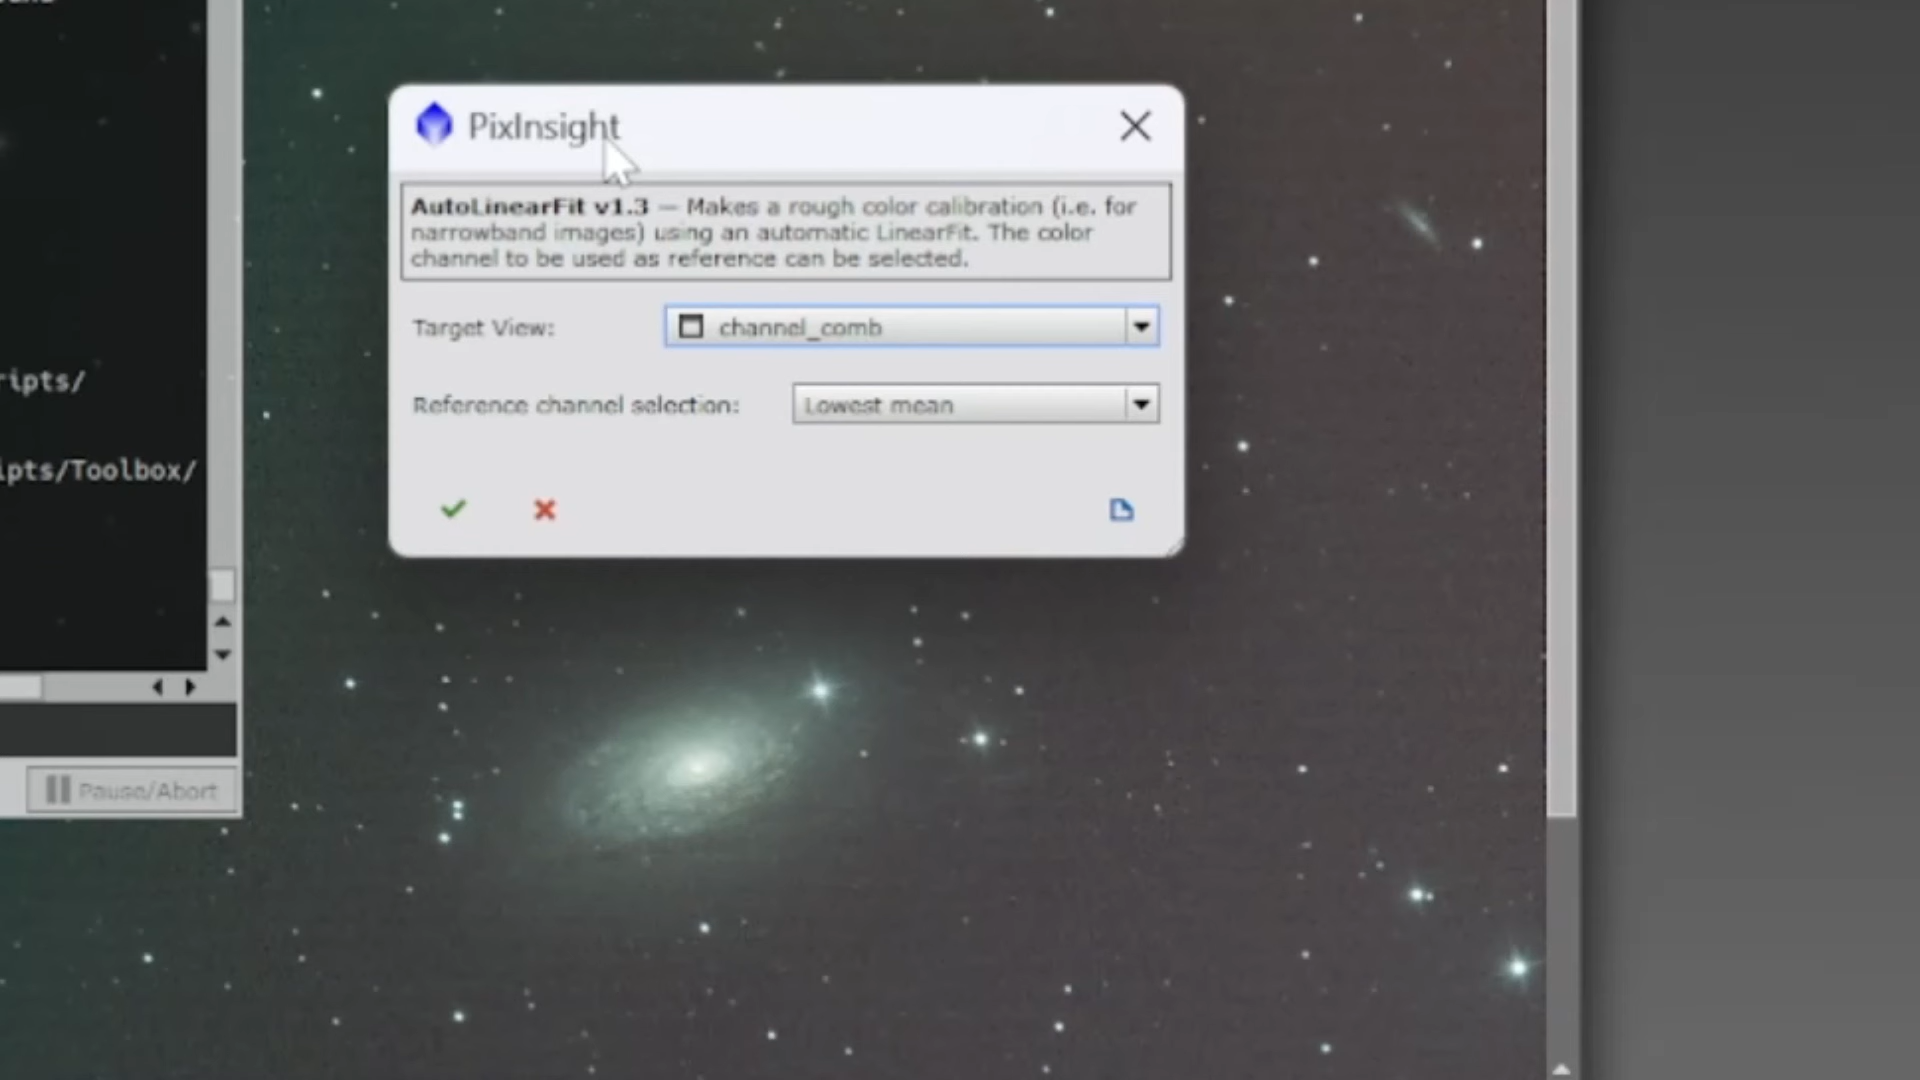 PixInsight
AutoLinearFit v1.3 — Makes a rough color calibration (i.e. for
narrowband images) using an automatic LinearFit. The color
channel to be used as reference can be selected.
Target View:
channel_comb
Reference channel selection:
Lowest mean
ripts/
ipts/Toolbox/
Pause/Abort